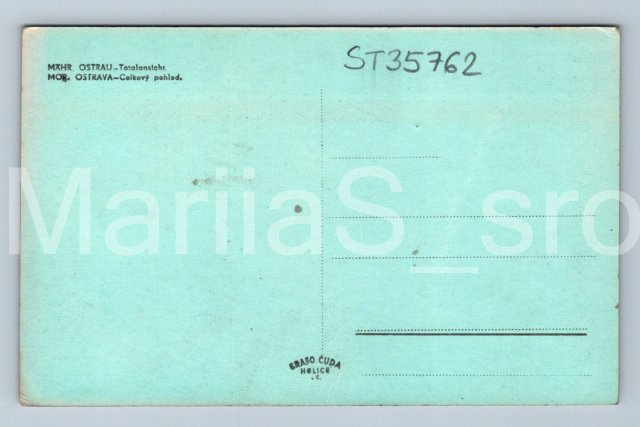 MÄHR. OSTRAU—Totalansicht
MOR. OSTRAVA—Celkový pohled.
ST35762
MariiaS_sro
GRAFO ČUDA
HOLICE
v Č.